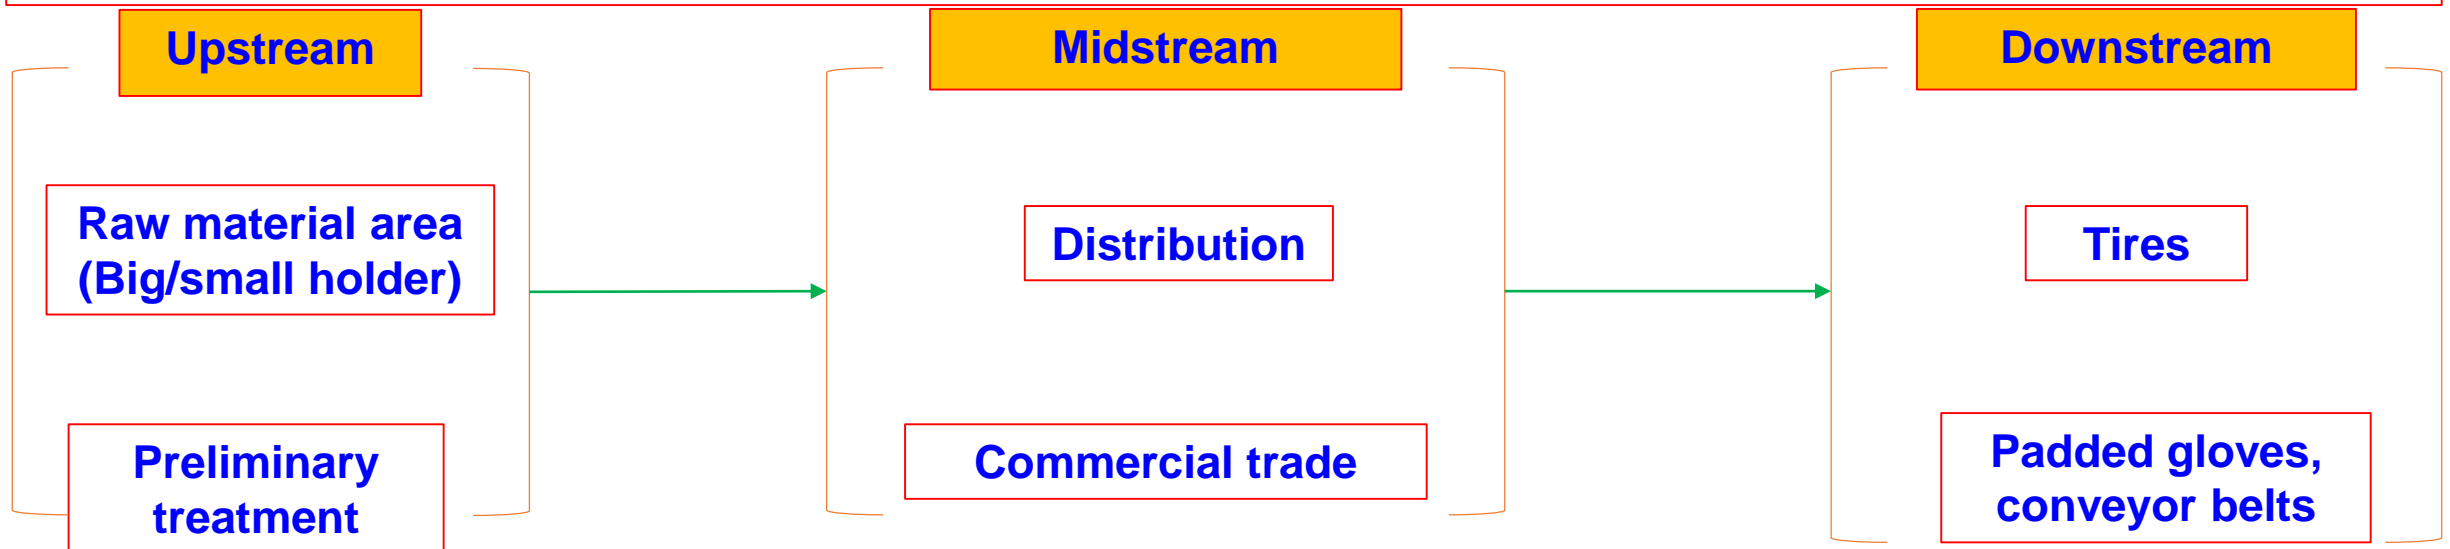 Upstream
Midstream
Downstream
Raw material area
(Big/small holder)
Distribution
Tires
Preliminary
treatment
Commercial trade
Padded gloves,
conveyor belts